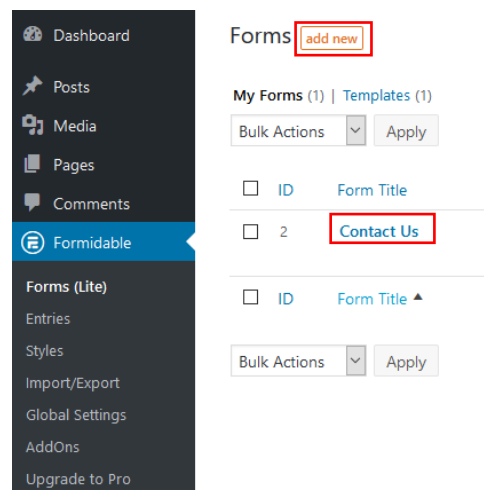 Dashboard
Posts
Media
Pages
Comments
Formidable
Forms (Lite)
Entries
Styles
Import/Export
Global Settings
AddOns
Upgrade to Pro
Forms add new
My Forms (1) | Templates (1)
Bulk Actions Apply
ID Form Title
2 Contact Us
ID Form Title
Bulk Actions Apply